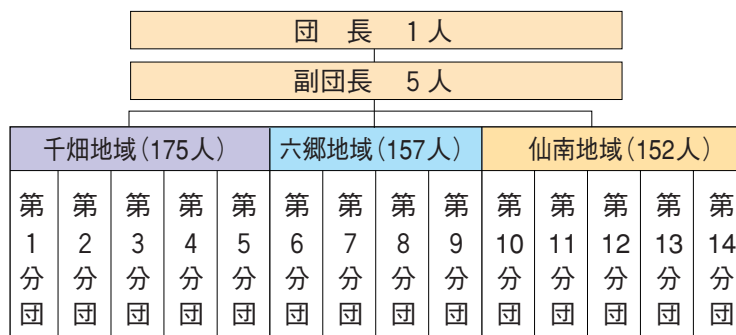 団 長 1人
副団長 5人
千畑地域(175人)
六郷地域(157人)
仙南地域(152人)
第1分団
第2分団
第3分団
第4分団
第5分団
第6分団
第7分団
第8分団
第9分団
第10分団
第11分団
第12分団
第13分団
第14分団